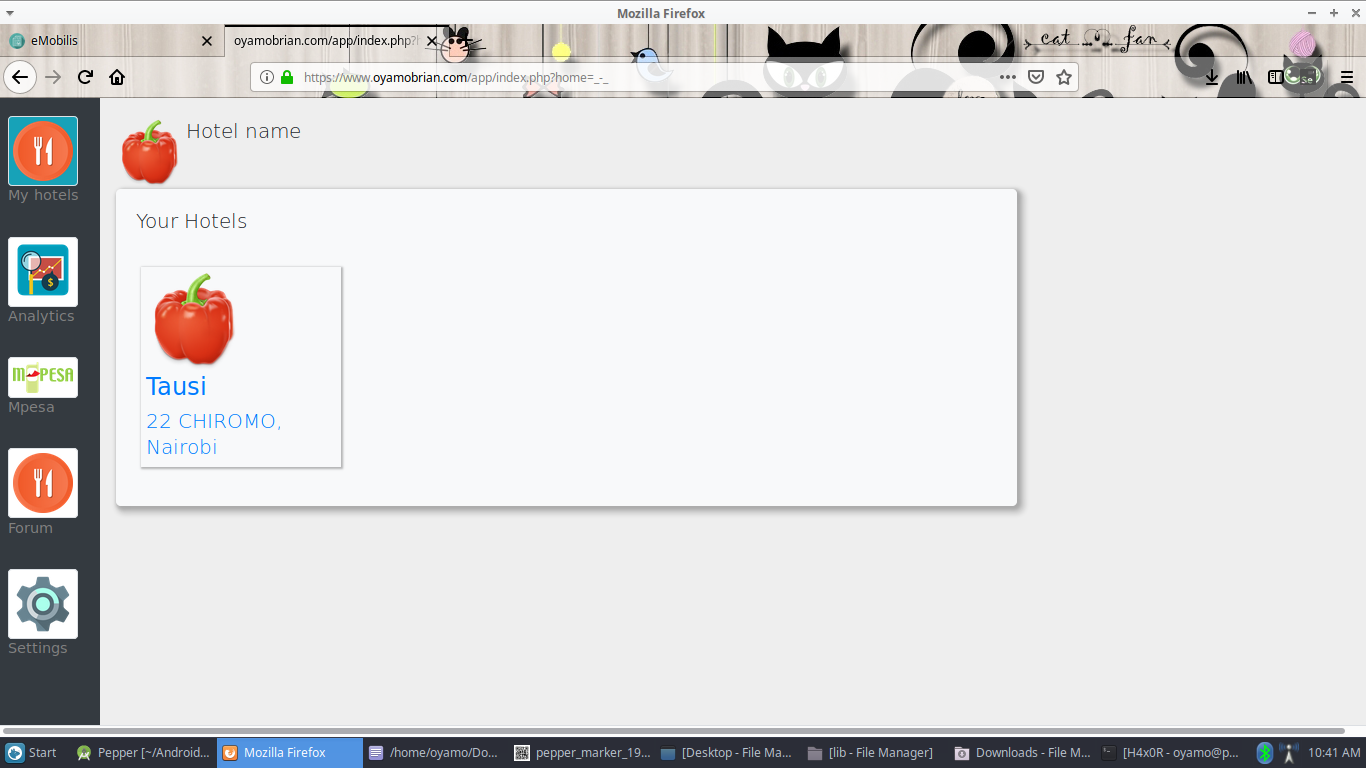 Mozilla Firefox
eMobilis
oyamobrian.com/app/index.php?
cat fan
https://www.oyamobrian.com/app/index.php?home=_-_
Hotel name
My hotels
Your Hotels
Analytics
M-PESA
Mpesa
Tausi
22 CHIROMO,
Nairobi
Forum
$
Settings
Start
Pepper [~/Android...
Mozilla Firefox
/home/oyamo/Do...
pepper_marker_19...
[Desktop - File Ma...
[lib - File Manager]
Downloads - File M...
[H4x0R - oyamo@p...
10:41 AM